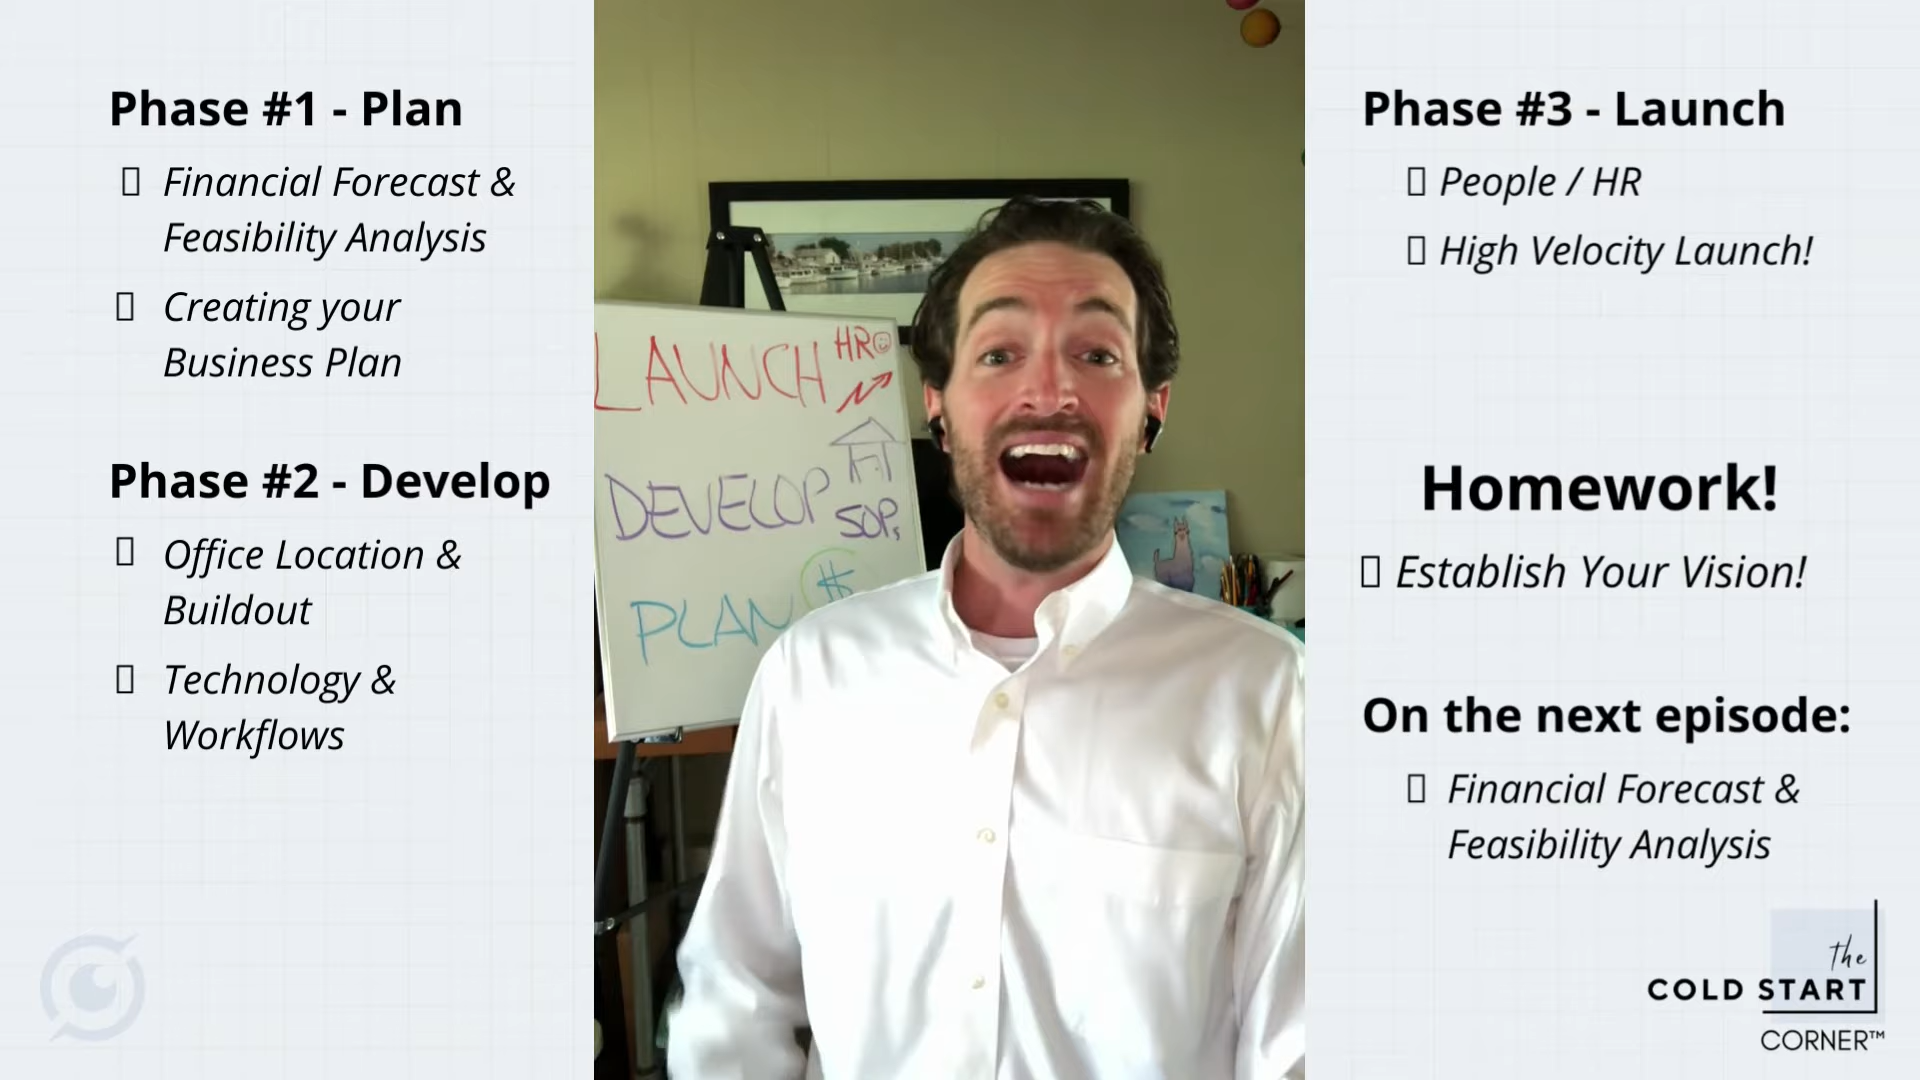 Phase #1 - Plan
Financial Forecast &
Feasibility Analysis
Creating your
Business Plan
Phase #2 - Develop
Office Location &
Buildout
Technology &
Workflows
LAUNCH HR
DEVELOP
SOPs
PLAN $
Phase #3 - Launch
People / HR
High Velocity Launch!
Homework!
Establish Your Vision!
On the next episode:
Financial Forecast &
Feasibility Analysis
the
COLD START
CORNER™